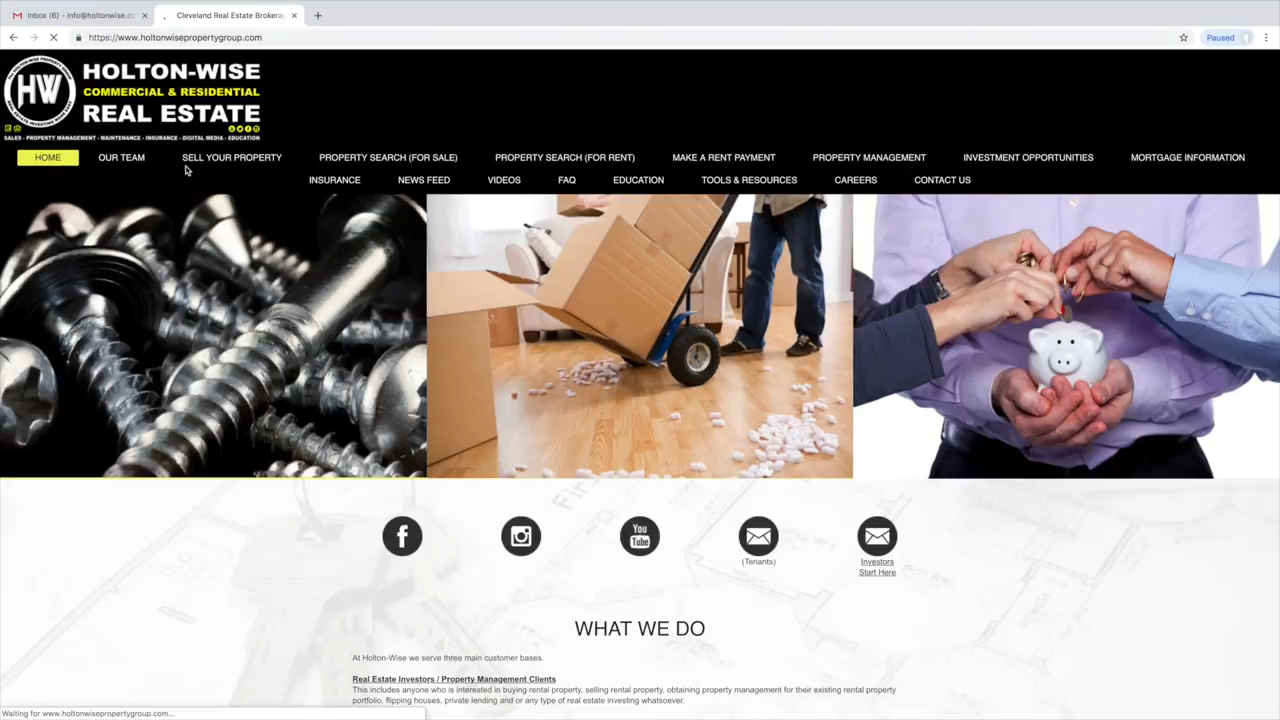 Inbox (6) - info@holtonwise.co
Cleveland Real Estate Brokera
https://www.holtonwisepropertygroup.com
Paused
HW
HOLTON-WISE
COMMERCIAL & RESIDENTIAL
REAL ESTATE
SALES - PROPERTY MANAGEMENT - MAINTENANCE - INSURANCE - DIGITAL MEDIA - EDUCATION
HOME OUR TEAM SELL YOUR PROPERTY PROPERTY SEARCH (FOR SALE) PROPERTY SEARCH (FOR RENT) MAKE A RENT PAYMENT PROPERTY MANAGEMENT INVESTMENT OPPORTUNITIES MORTGAGE INFORMATION
INSURANCE NEWS FEED VIDEOS FAQ EDUCATION TOOLS & RESOURCES CAREERS CONTACT US
You
Tube
(Tenants)
Investors
Start Here
WHAT WE DO
At Holton-Wise we serve three main customer bases.
Real Estate Investors / Property Management Clients
This includes anyone who is interested in buying rental property, selling rental property, obtaining property management for their existing rental property
portfolio, flipping houses, private lending and or any type of real estate investing whatsoever.
Waiting for www.holtonwisepropertygroup.com...